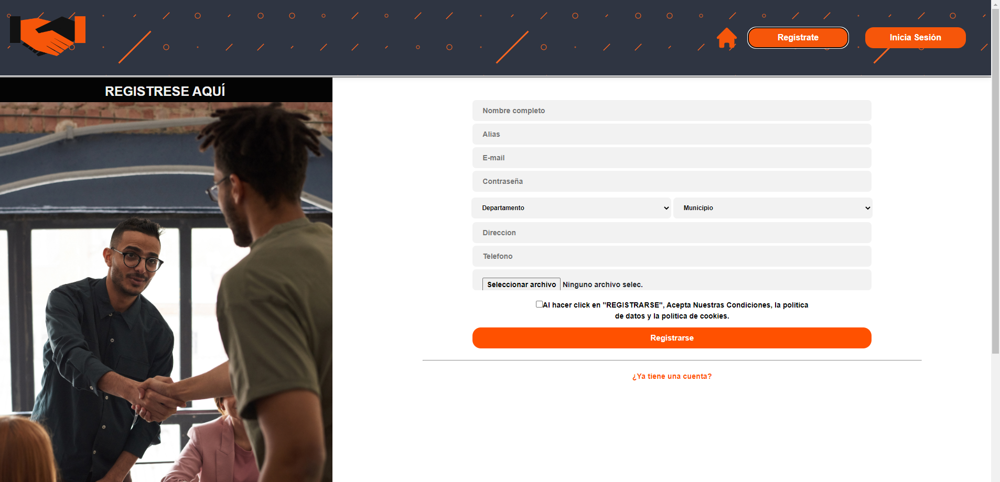 Regístrate
Inicia Sesión
REGISTRESE AQUÍ
Nombre completo
Alias
E-mail
Contraseña
Departamento
Municipio
Direccion
Telefono
Seleccionar archivo Ninguno archivo selec.
Al hacer click en "REGISTRARSE", Acepta Nuestras Condiciones, la politica
de datos y la politica de cookies.
Registrarse
¿Ya tiene una cuenta?